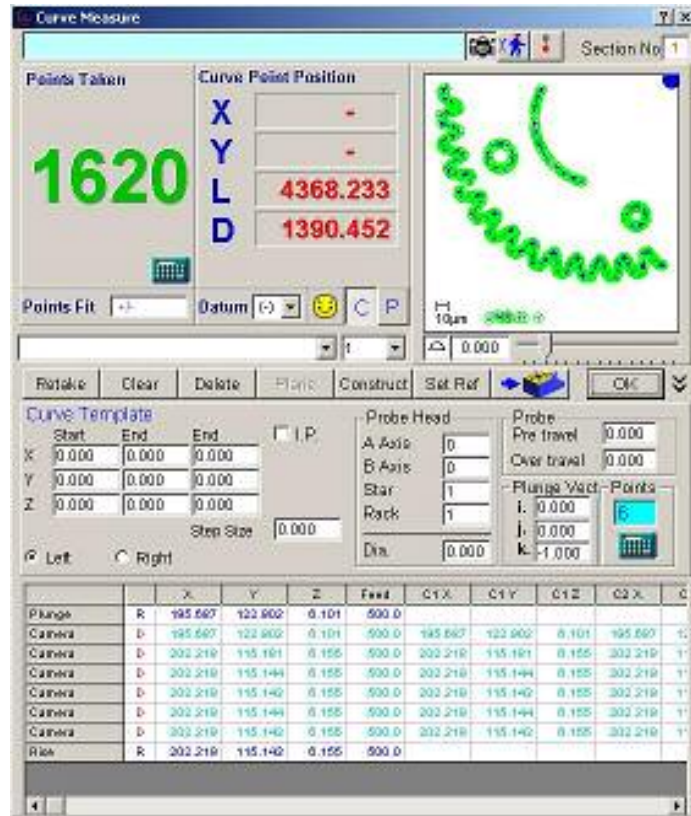 Curve Measure
Section No 1
Points Taken
Curve Point Position
1620
X -
Y -
L 4368.233
D 1390.452
Points Fit +/-
Datum (-) C P
10µm
1 0.000
Retake Clear Delete Plane Construct Set Ref OK
Curve Template
Start End End I.P.
X 0.000 0.000 0.000
Y 0.000 0.000 0.000
Z 0.000 0.000 0.000
Step Size 0.000
Left Right
Probe Head
A Axis 0
B Axis 0
Star 1
Rack 1
Dia. 0.000
Probe
Pre travel 0.000
Over travel 0.000
Plunge Vect
i. 0.000
j. 0.000
k. -1.000
Points
6
X Y Z Feed C1 X C1 Y C1 Z C2 X C
Plunge R 195.687 122.902 6.101 500.0
Camera D 195.687 122.902 6.101 500.0 195.687 122.902 6.101 195.687
Camera D 202.219 115.181 6.155 500.0 202.219 115.181 6.155 202.219
Camera D 202.219 115.144 6.155 500.0 202.219 115.144 6.155 202.219
Camera D 202.219 115.142 6.155 500.0 202.219 115.142 6.155 202.219
Camera D 202.219 115.144 6.155 500.0 202.219 115.144 6.155 202.219
Camera D 202.219 115.142 6.155 500.0 202.219 115.142 6.155 202.219
Rise R 202.219 115.142 6.155 500.0